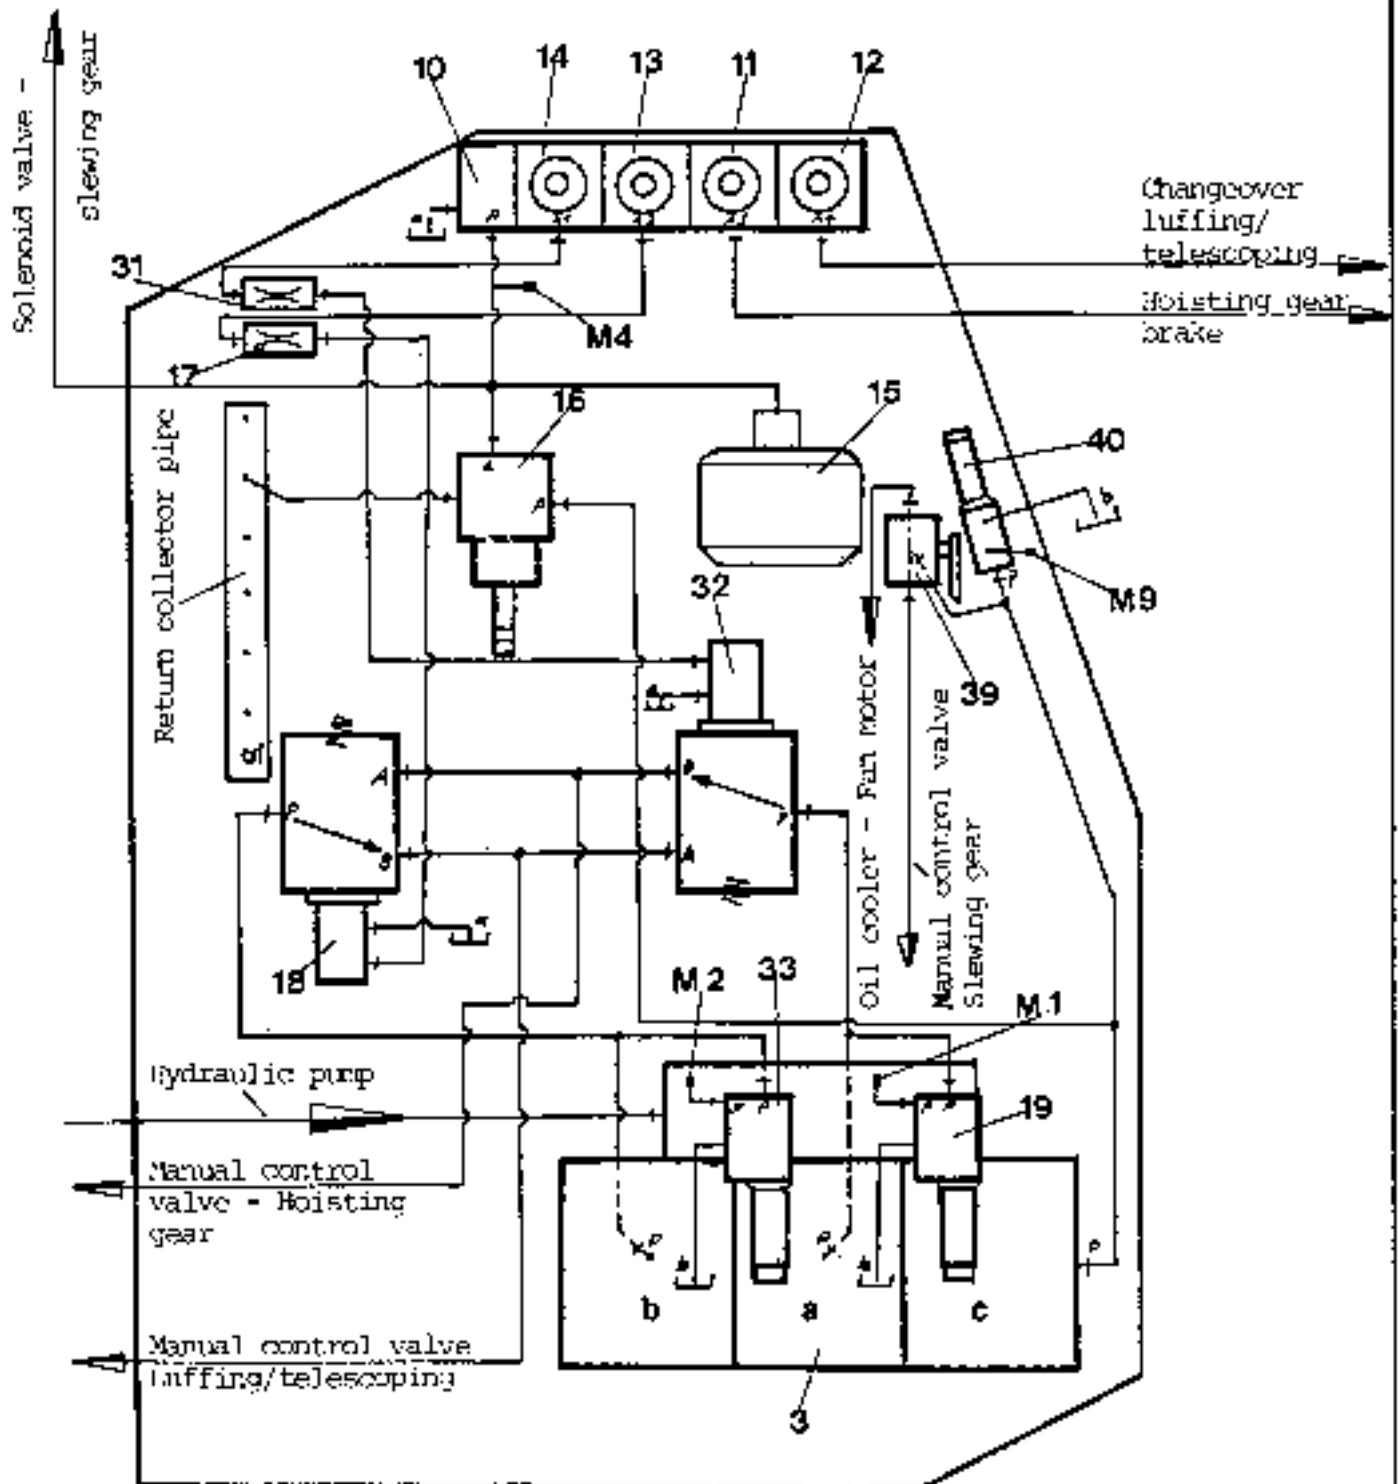 Solenoid valve -
slewing gear
10
14
13
11
12
Changeover
luffing/
telescoping
31
Hoisting gear
brake
M4
17
16
15
40
Return collector pipe
M9
32
39
Oil cooler - Fan motor
Manual control valve
Slewing gear
A
P
B
A
18
M.2
33
M.1
Hydraulic pump
19
Manual control
valve - Hoisting
gear
P
b
a
c
Manual control valve
Luffing/telescoping
3